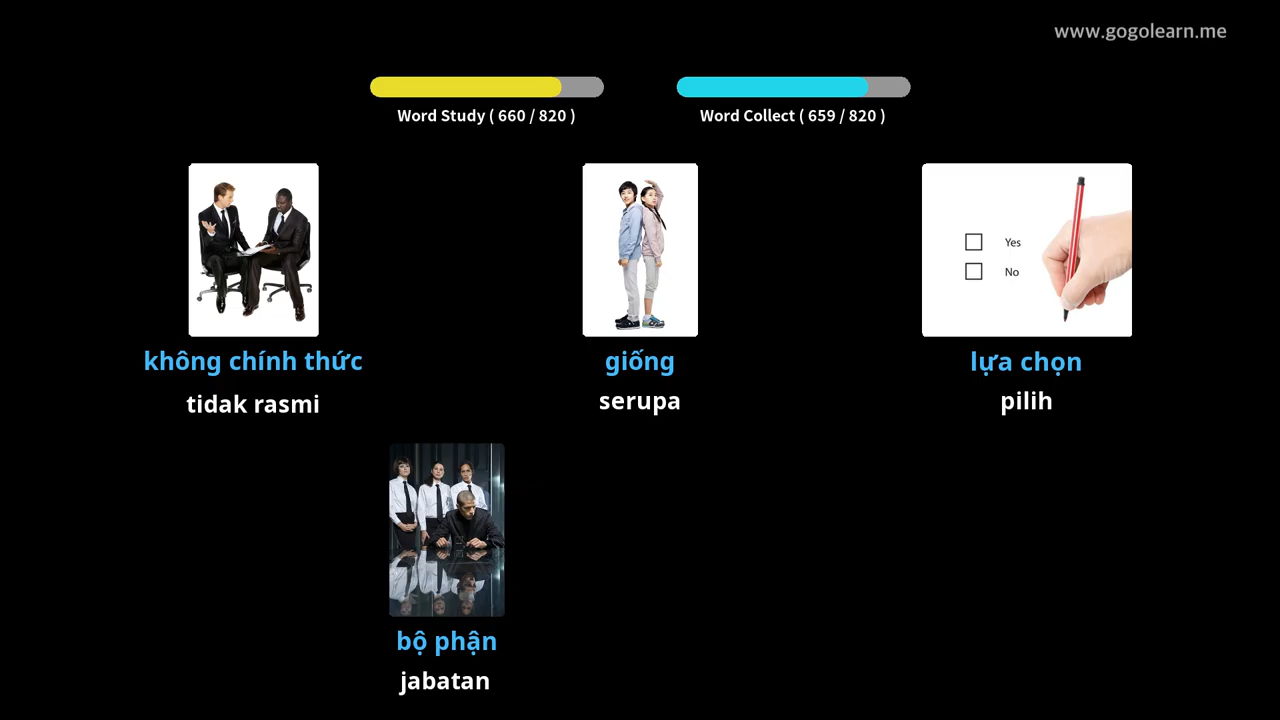 www.gogolearn.me
Word Study ( 660 / 820 )
Word Collect ( 659 / 820 )
Yes
No
không chính thức
giống
lựa chọn
tidak rasmi
serupa
pilih
bộ phận
jabatan